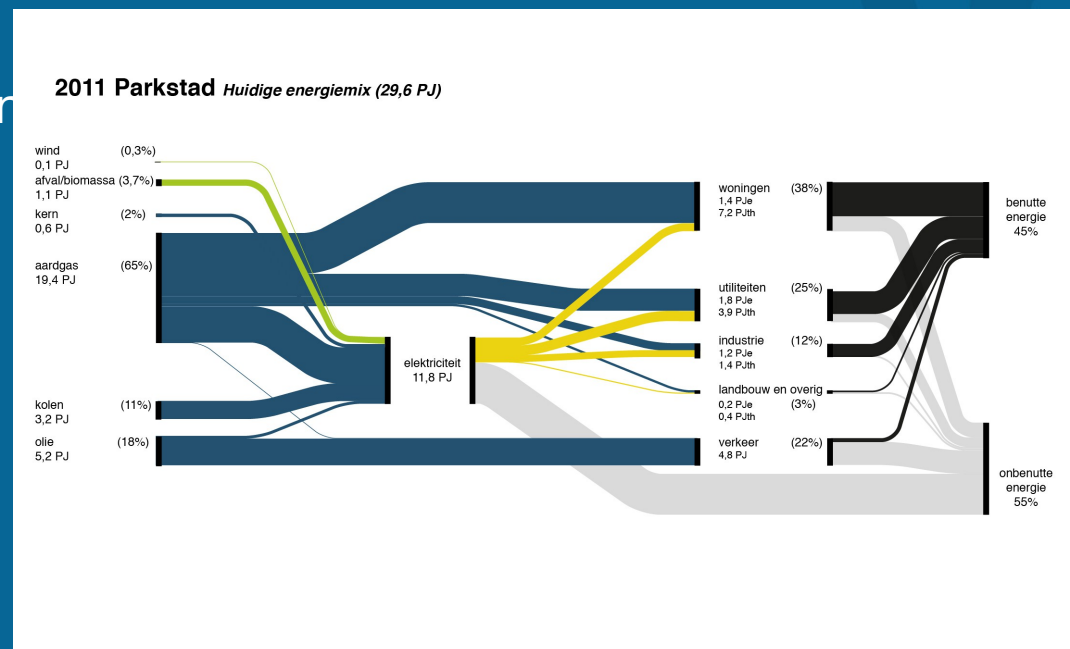 2011 Parkstad Huidige energiemix (29,6 PJ)
wind (0,3%)
0,1 PJ
afval/biomassa (3,7%)
1,1 PJ
kern (2%)
0,6 PJ
aardgas (65%)
19,4 PJ
kolen (11%)
3,2 PJ
olie (18%)
5,2 PJ
elektriciteit
11,8 PJ
woningen (38%)
1,4 PJe
7,2 PJth
utiliteiten (25%)
1,8 PJe
3,9 PJth
industrie (12%)
1,2 PJe
1,4 PJth
landbouw en overig
0,2 PJe (3%)
0,4 PJth
verkeer (22%)
4,8 PJ
benutte
energie
45%
onbenutte
energie
55%